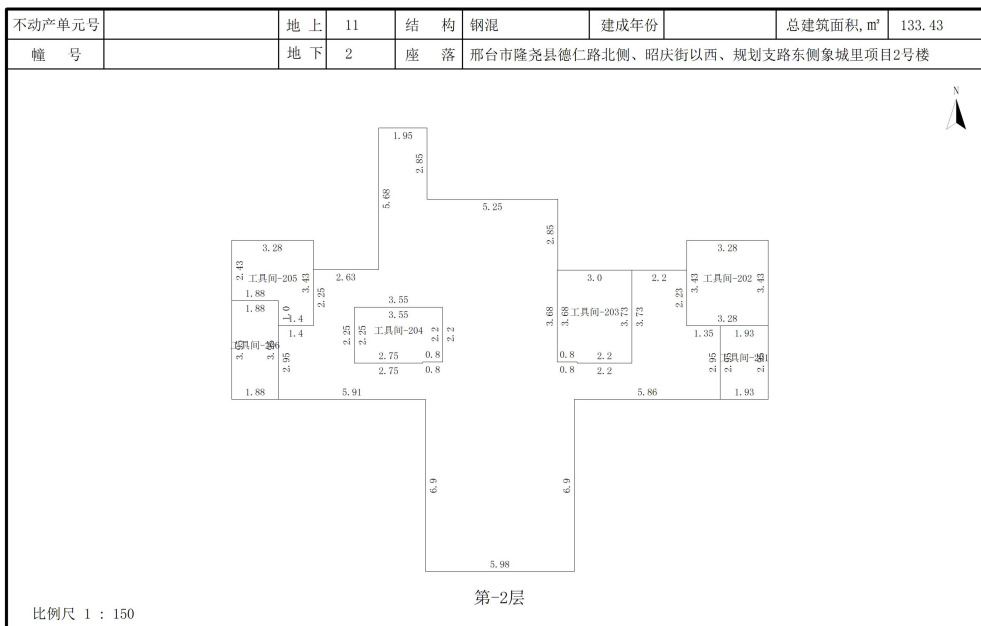 不动产单元号 地上 11 结构 钢混 建成年份 总建筑面积,㎡ 133.43
幢号 地下 2 座落 邢台市隆尧县德仁路北侧、昭庆街以西、规划支路东侧象城里项目2号楼
N
1.95
2.85
5.68
5.25
2.85
3.28 3.28
2.43 工具间-205 3.43 2.25 2.63 3.0 2.2 2.23 3.43 工具间-202 3.43
1.88 3.55
1.88 1.0 3.55 3.68 3.68 工具间-203 3.73 3.73
1.4 2.25 2.25 工具间-204 2.2 2.2 3.28
1.4 1.35 1.93
2.95 2.75 0.8 0.8 2.2 2.95 2.95 2.95
2.75 0.8 0.8 2.2
1.88 5.91 5.86 1.93
6.9 6.9
5.98
第-2层
比例尺 1 : 150